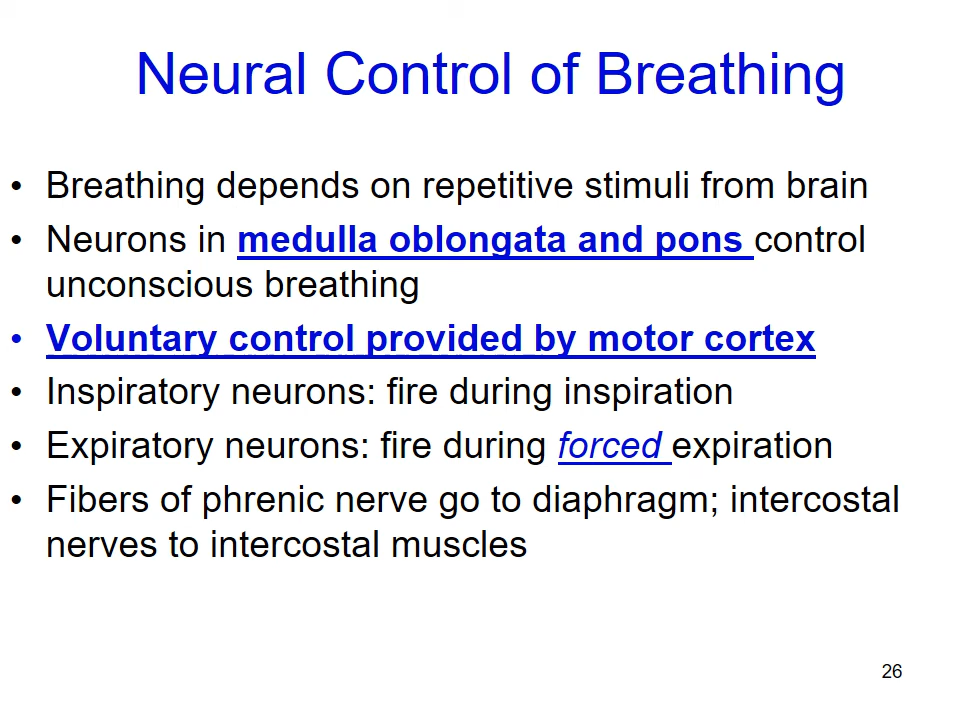 Neural Control of Breathing
• Breathing depends on repetitive stimuli from brain
• Neurons in medulla oblongata and pons control
unconscious breathing
• Voluntary control provided by motor cortex
• Inspiratory neurons: fire during inspiration
• Expiratory neurons: fire during forced expiration
• Fibers of phrenic nerve go to diaphragm; intercostal
nerves to intercostal muscles
26